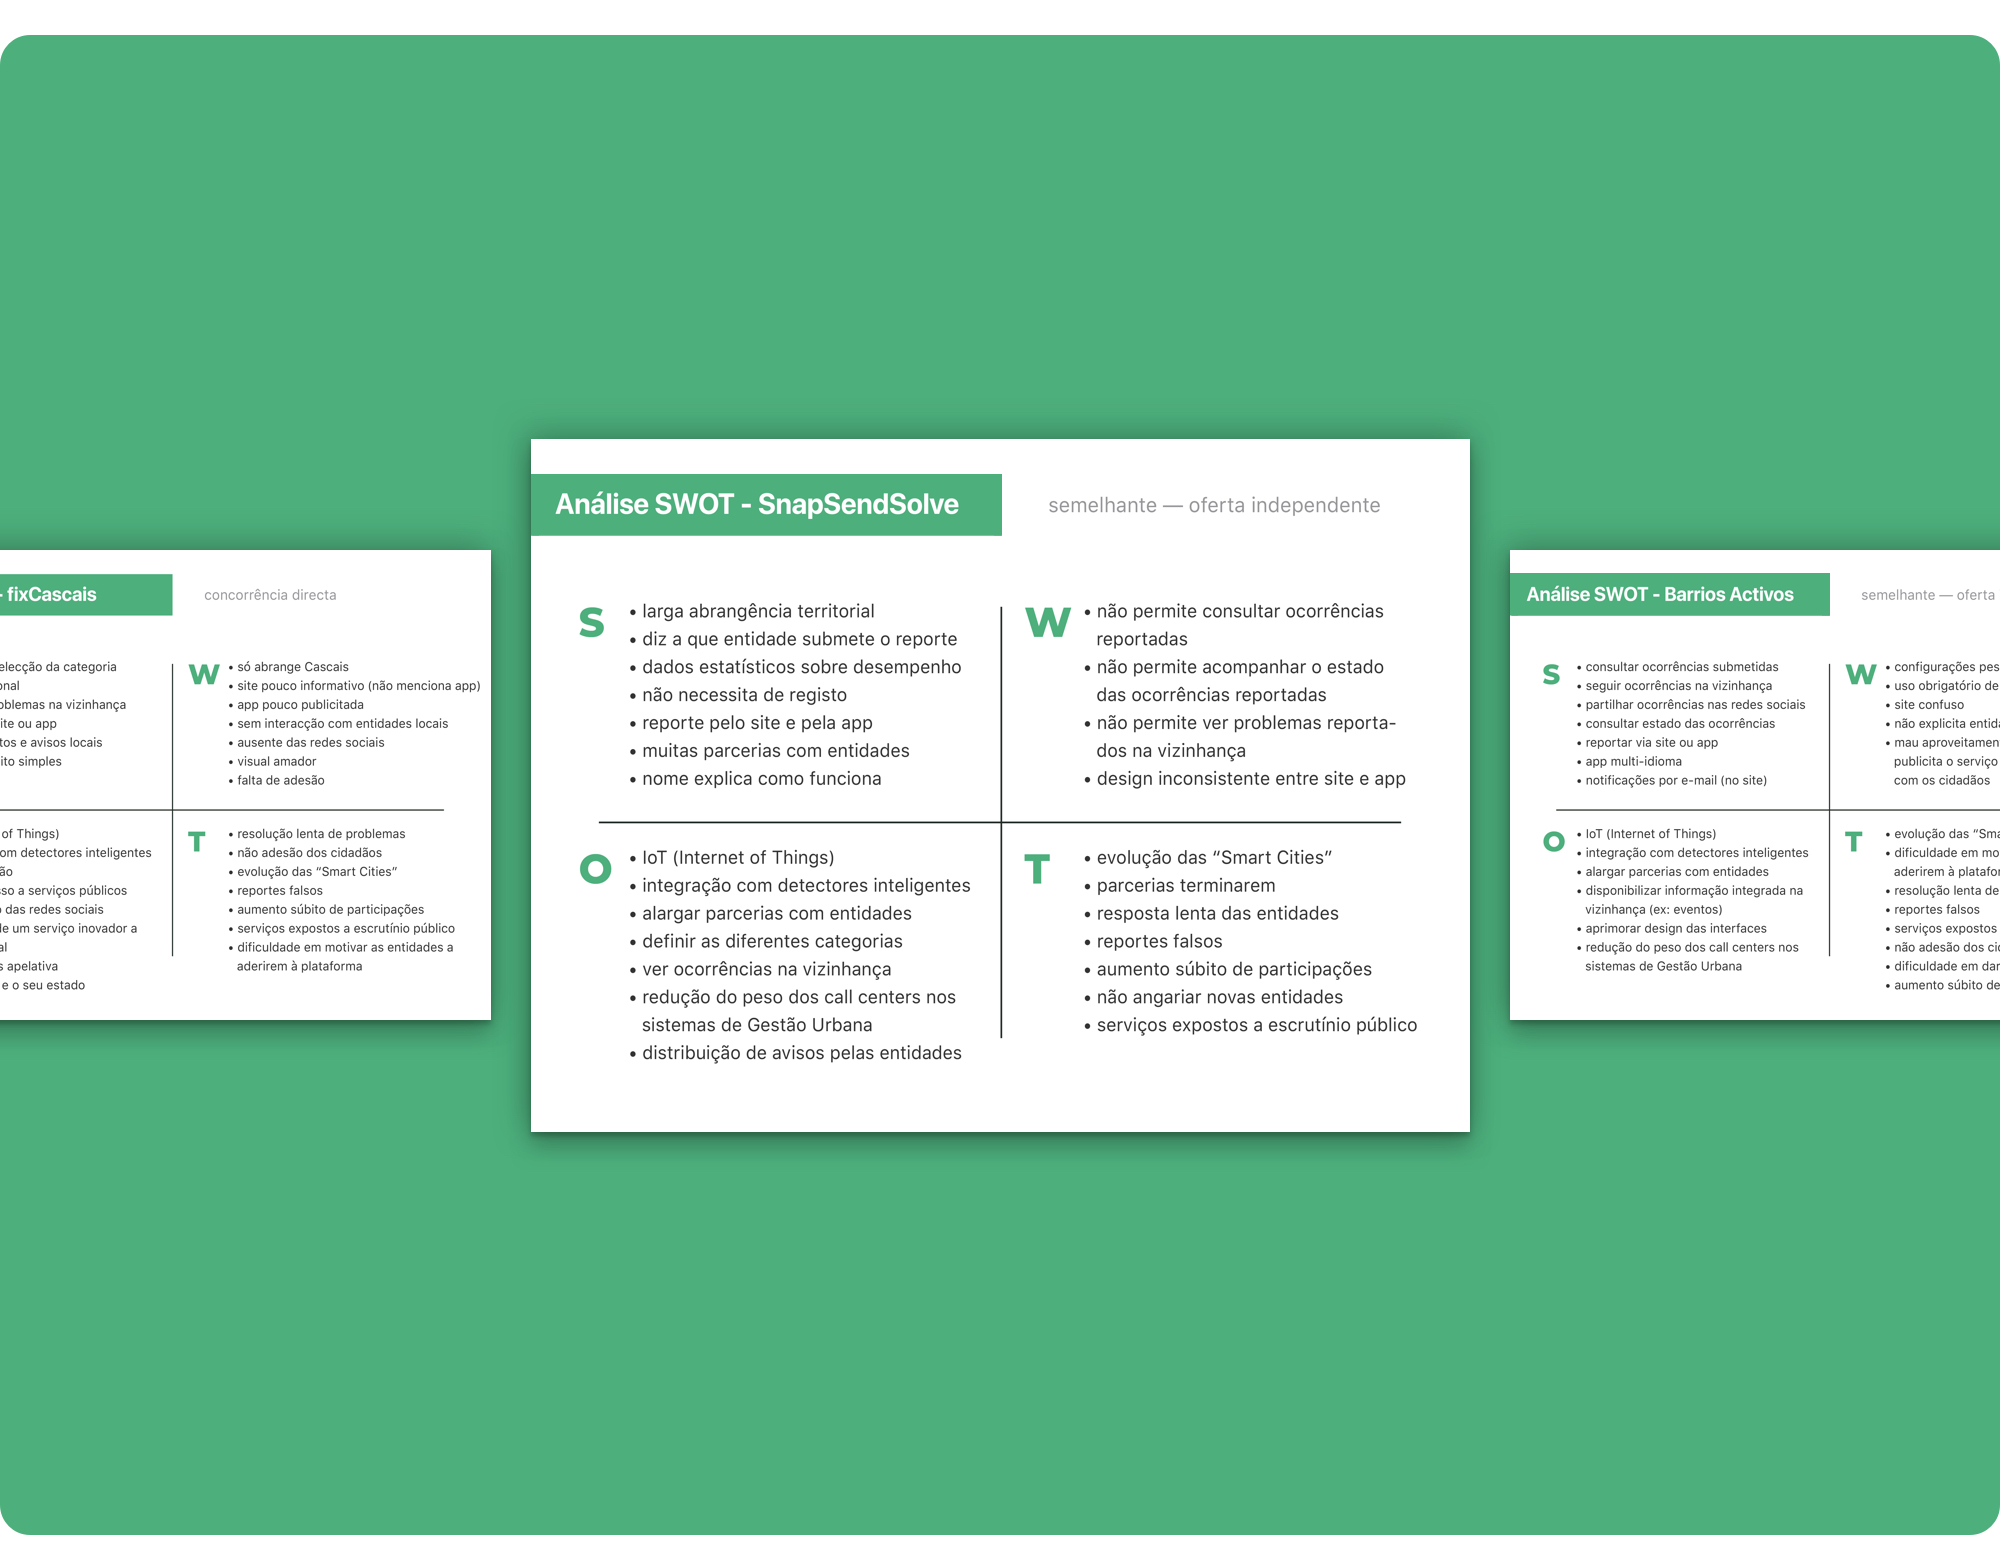 - fixCascais
concorrência directa
elecção da categoria
onal
oblemas na vizinhança
ite ou app
tos e avisos locais
ito simples
W
• só abrange Cascais
• site pouco informativo (não menciona app)
• app pouco publicitada
• sem interacção com entidades locais
• ausente das redes sociais
• visual amador
• falta de adesão
of Things)
om detectores inteligentes
ão
sso a serviços públicos
o das redes sociais
de um serviço inovador a
al
s apelativa
e o seu estado
T
• resolução lenta de problemas
• não adesão dos cidadãos
• evolução das “Smart Cities”
• reportes falsos
• aumento súbito de participações
• serviços expostos a escrutínio público
• dificuldade em motivar as entidades a
aderirem à plataforma
Análise SWOT - SnapSendSolve
semelhante — oferta independente
S
• larga abrangência territorial
• diz a que entidade submete o reporte
• dados estatísticos sobre desempenho
• não necessita de registo
• reporte pelo site e pela app
• muitas parcerias com entidades
• nome explica como funciona
W
• não permite consultar ocorrências
reportadas
• não permite acompanhar o estado
das ocorrências reportadas
• não permite ver problemas reporta-
dos na vizinhança
• design inconsistente entre site e app
O
• IoT (Internet of Things)
• integração com detectores inteligentes
• alargar parcerias com entidades
• definir as diferentes categorias
• ver ocorrências na vizinhança
• redução do peso dos call centers nos
sistemas de Gestão Urbana
• distribuição de avisos pelas entidades
T
• evolução das “Smart Cities”
• parcerias terminarem
• resposta lenta das entidades
• reportes falsos
• aumento súbito de participações
• não angariar novas entidades
• serviços expostos a escrutínio público
Análise SWOT - Barrios Activos
semelhante — oferta
S
• consultar ocorrências submetidas
• seguir ocorrências na vizinhança
• partilhar ocorrências nas redes sociais
• consultar estado das ocorrências
• reportar via site ou app
• app multi-idioma
• notificações por e-mail (no site)
W
• configurações pes
• uso obrigatório de
• site confuso
• não explicita entida
• mau aproveitamen
publicita o serviço
com os cidadãos
O
• IoT (Internet of Things)
• integração com detectores inteligentes
• alargar parcerias com entidades
• disponibilizar informação integrada na
vizinhança (ex: eventos)
• aprimorar design das interfaces
• redução do peso dos call centers nos
sistemas de Gestão Urbana
T
• evolução das “Sma
• dificuldade em mo
aderirem à platafor
• resolução lenta de
• reportes falsos
• serviços expostos
• não adesão dos cid
• dificuldade em dar
• aumento súbito de